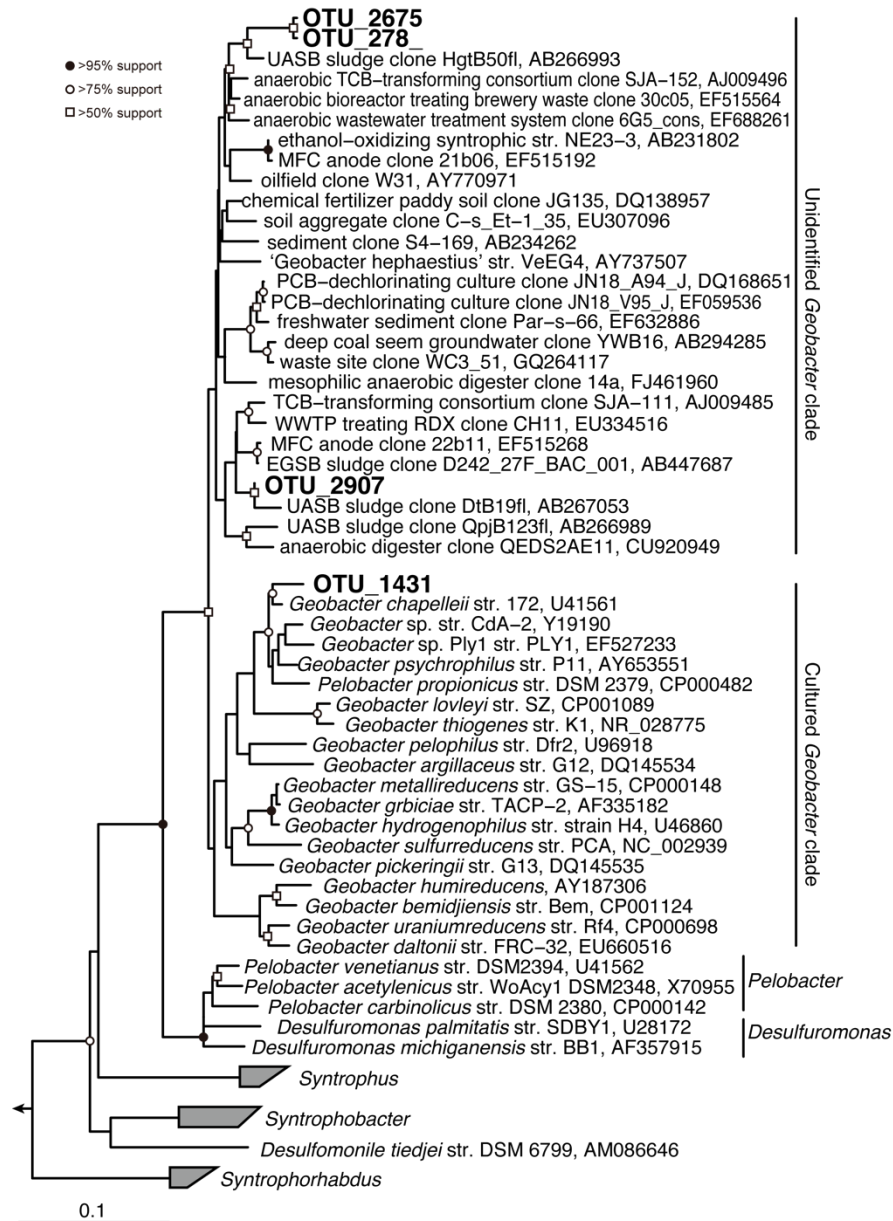 OTU_2675
OTU_278_
UASB sludge clone HgtB50fl, AB266993
anaerobic TCB−transforming consortium clone SJA−152, AJ009496
anaerobic bioreactor treating brewery waste clone 30c05, EF515564
anaerobic wastewater treatment system clone 6G5_cons, EF688261
ethanol−oxidizing syntrophic str. NE23−3, AB231802
MFC anode clone 21b06, EF515192
oilfield clone W31, AY770971
chemical fertilizer paddy soil clone JG135, DQ138957
soil aggregate clone C−s_Et−1_35, EU307096
sediment clone S4−169, AB234262
‘Geobacter hephaestius’ str. VeEG4, AY737507
PCB−dechlorinating culture clone JN18_A94_J, DQ168651
PCB−dechlorinating culture clone JN18_V95_J, EF059536
freshwater sediment clone Par−s−66, EF632886
deep coal seem groundwater clone YWB16, AB294285
waste site clone WC3_51, GQ264117
mesophilic anaerobic digester clone 14a, FJ461960
TCB−transforming consortium clone SJA−111, AJ009485
WWTP treating RDX clone CH11, EU334516
MFC anode clone 22b11, EF515268
EGSB sludge clone D242_27F_BAC_001, AB447687
OTU_2907
UASB sludge clone DtB19fl, AB267053
UASB sludge clone QpjB123fl, AB266989
anaerobic digester clone QEDS2AE11, CU920949
Unidentified Geobacter clade
>95% support
>75% support
>50% support
OTU_1431
Geobacter chapelleii str. 172, U41561
Geobacter sp. str. CdA−2, Y19190
Geobacter sp. Ply1 str. PLY1, EF527233
Geobacter psychrophilus str. P11, AY653551
Pelobacter propionicus str. DSM 2379, CP000482
Geobacter lovleyi str. SZ, CP001089
Geobacter thiogenes str. K1, NR_028775
Geobacter pelophilus str. Dfr2, U96918
Geobacter argillaceus str. G12, DQ145534
Geobacter metallireducens str. GS−15, CP000148
Geobacter grbiciae str. TACP−2, AF335182
Geobacter hydrogenophilus str. strain H4, U46860
Geobacter sulfurreducens str. PCA, NC_002939
Geobacter pickeringii str. G13, DQ145535
Geobacter humireducens, AY187306
Geobacter bemidjiensis str. Bem, CP001124
Geobacter uraniumreducens str. Rf4, CP000698
Geobacter daltonii str. FRC−32, EU660516
Cultured Geobacter clade
Pelobacter venetianus str. DSM2394, U41562
Pelobacter acetylenicus str. WoAcy1 DSM2348, X70955
Pelobacter carbinolicus str. DSM 2380, CP000142
Pelobacter
Desulfuromonas palmitatis str. SDBY1, U28172
Desulfuromonas michiganensis str. BB1, AF357915
Desulfuromonas
Syntrophus
Syntrophobacter
Desulfomonile tiedjei str. DSM 6799, AM086646
Syntrophorhabdus
0.1